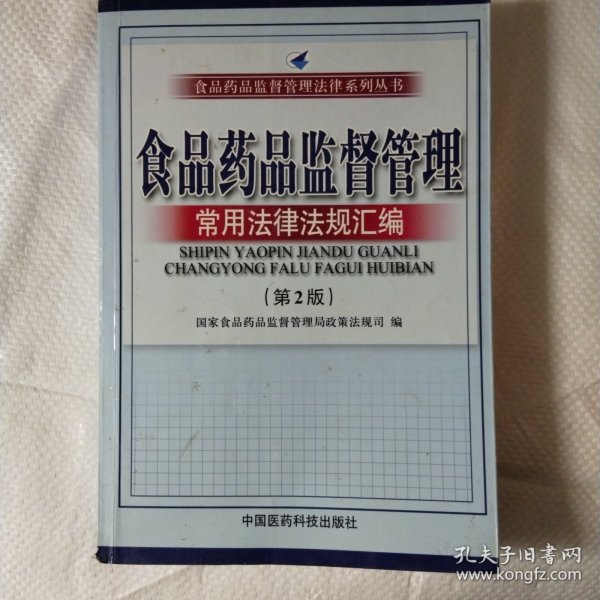 食品药品监督管理法律系列丛书
食品药品监督管理
常用法律法规汇编
SHIPIN YAOPIN JIANDU GUANLI
CHANGYONG FALU FAGUI HUIBIAN
(第2版)
国家食品药品监督管理局政策法规司 编
中国医药科技出版社
孔夫子旧书网
www.kongfz.com